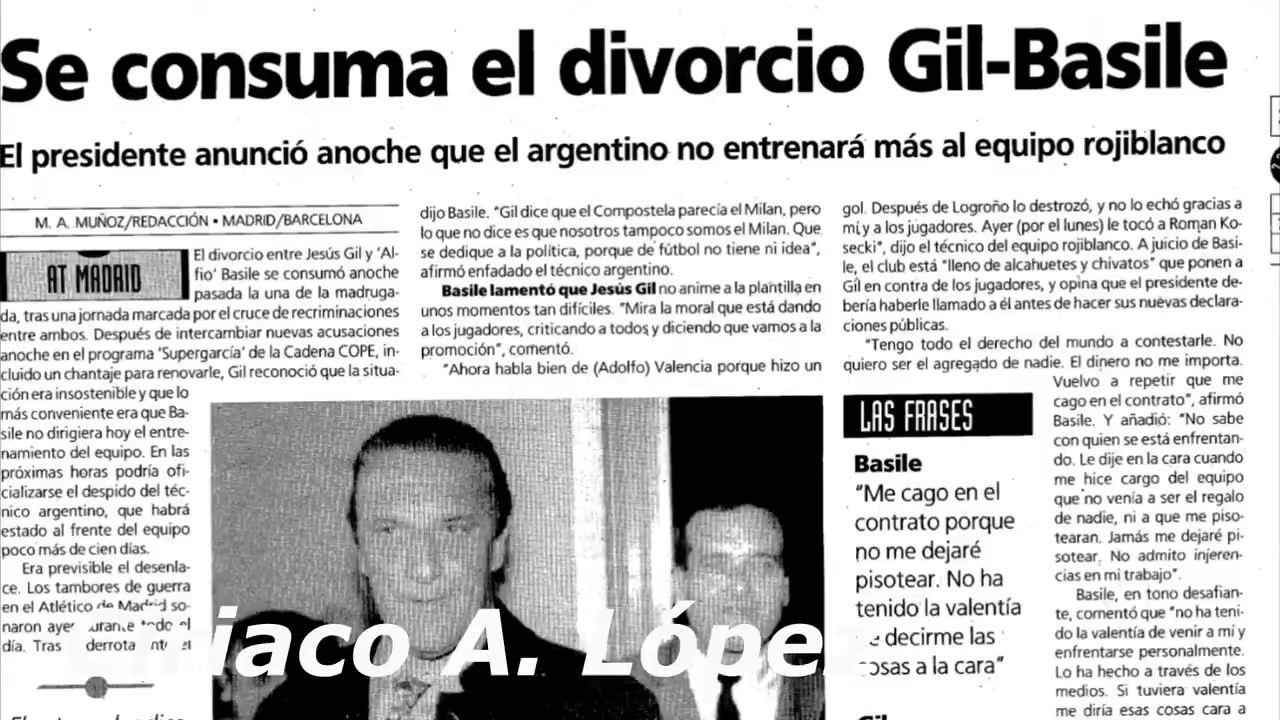 Se consuma el divorcio Gil-Basile
El presidente anunció anoche que el argentino no entrenará más al equipo rojiblanco
M. A. MUÑOZ/REDACCIÓN • MADRID/BARCELONA
AT MADRID
El divorcio entre Jesús Gil y ‘Al-
fio’ Basile se consumó anoche
pasada la una de la madruga-
da, tras una jornada marcada por el cruce de recriminaciones
entre ambos. Después de intercambiar nuevas acusaciones
anoche en el programa ‘Supergarcía’ de la Cadena COPE, in-
cluido un chantaje para renovarle, Gil reconoció que la situa-
ción era insostenible y que lo
más conveniente era que Ba-
sile no dirigiera hoy el entre-
namiento del equipo. En las
próximas horas podría ofi-
cializarse el despido del téc-
nico argentino, que habrá
estado al frente del equipo
poco más de cien días.
Era previsible el desenla-
ce. Los tambores de guerra
en el Atlético de Madrid so-
naron ayer durante todo el
día. Tras derrota
dijo Basile. “Gil dice que el Compostela parecía el Milan, pero
lo que no dice es que nosotros tampoco somos el Milan. Que
se dedique a la política, porque de fútbol no tiene ni idea”,
afirmó enfadado el técnico argentino.
Basile lamentó que Jesús Gil no anime a la plantilla en
unos momentos tan difíciles. “Mira la moral que está dando
a los jugadores, criticando a todos y diciendo que vamos a la
promoción”, comentó.
“Ahora habla bien de (Adolfo) Valencia porque hizo un
gol. Después de Logroño lo destrozó, y no lo echó gracias a
mí y a los jugadores. Ayer (por el lunes) le tocó a Roman Ko-
secki”, dijo el técnico del equipo rojiblanco. A juicio de Basi-
le, el club está “lleno de alcahuetes y chivatos” que ponen a
Gil en contra de los jugadores, y opina que el presidente de-
bería haberle llamado a él antes de hacer sus nuevas declara-
ciones públicas.
“Tengo todo el derecho del mundo a contestarle. No
quiero ser el agregado de nadie. El dinero no me importa.
Vuelvo a repetir que me
cago en el contrato”, afirmó
Basile. Y añadió: “No sabe
con quien se está enfrentan-
do. Le dije en la cara cuando
me hice cargo del equipo
que no venía a ser el regalo
de nadie, ni a que me piso-
tearan. Jamás me dejaré pi-
sotear. No admito injeren-
cias en mi trabajo”.
Basile, en tono desafian-
te, comentó que “no ha teni-
do la valentía de venir a mí y
enfrentarse personalmente.
Lo ha hecho a través de los
medios. Si tuviera valentía
me diría esas cosas cara a
LAS FRASES
Basile
“Me cago en el
contrato porque
no me dejaré
pisotear. No ha
tenido la valentía
de decirme las
cosas a la cara”
Ciriaco A. López